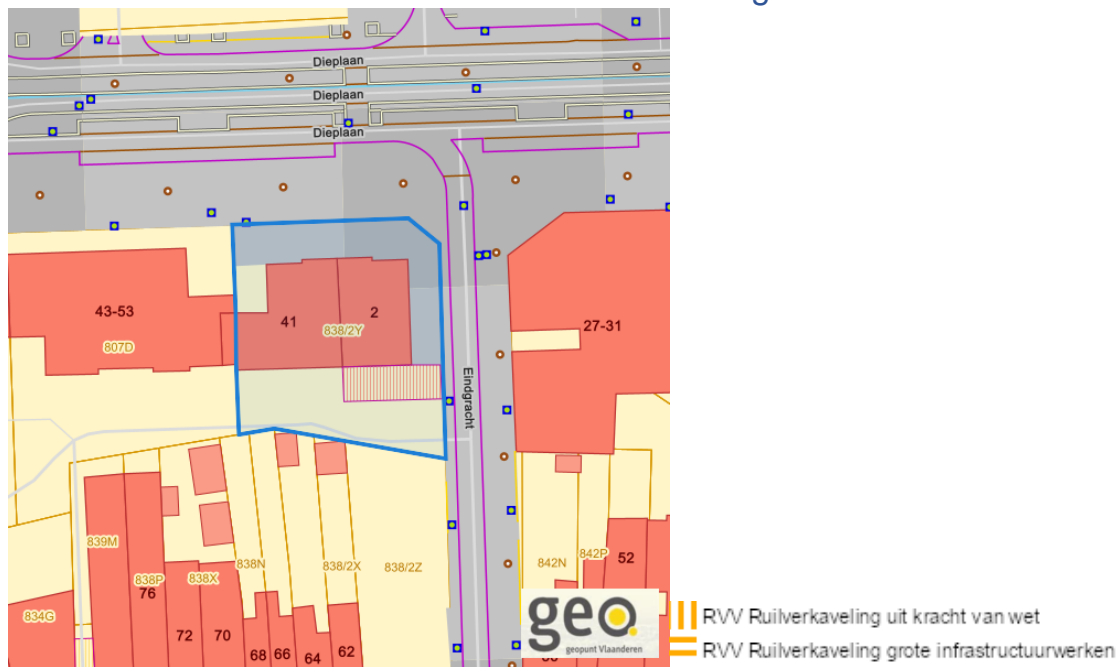 Dieplaan
Dieplaan
Dieplaan
43-53
807D
41
2
838/2Y
27-31
Eindgracht
839M
838P
76
838X
838N
838/2X
838/2Z
842N
842P
52
834G
72
70
68
66
64
62
geo
geopunt Vlaanderen
RVV Ruilverkaveling uit kracht van wet
RVV Ruilverkaveling grote infrastructuurwerken